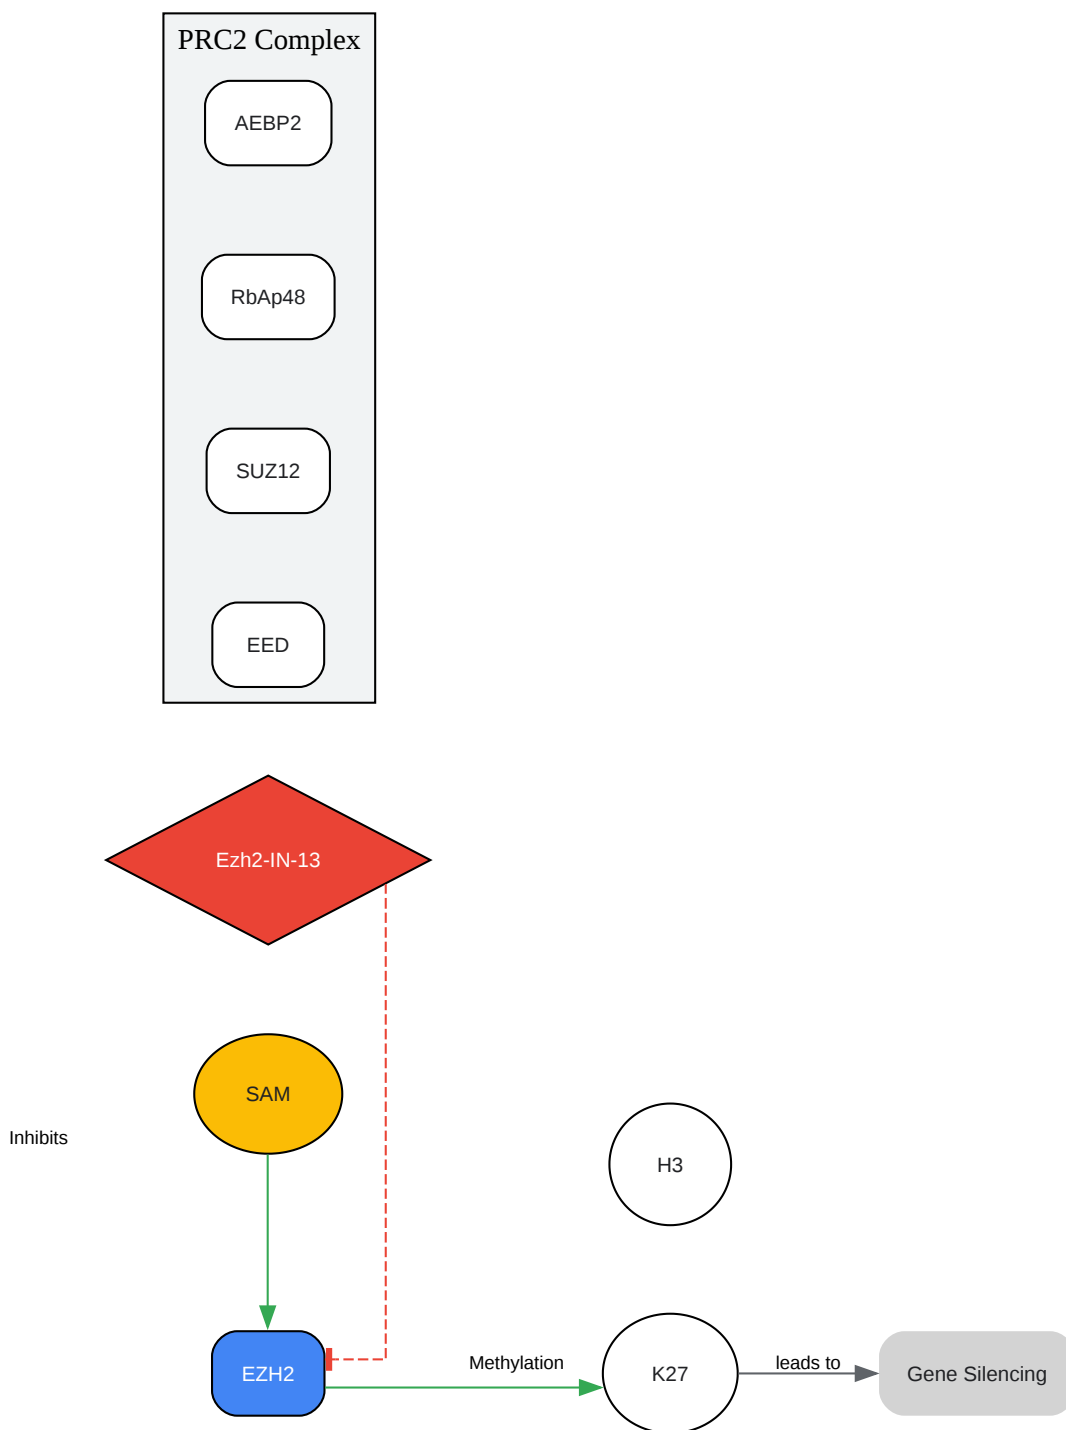 PRC2 Complex
AEBP2
RbAp48
SUZ12
EED
Ezh2-IN-13
SAM
Inhibits
H3
EZH2
Methylation
K27
leads to
Gene Silencing